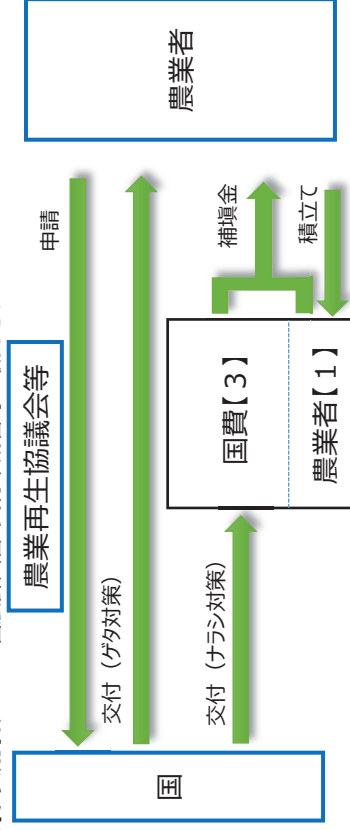 農業再生協議会等
申請
交付（ゲタ対策）
交付（ナラシ対策）
国
国費【３】
農業者【１】
補塡金
積立て
農業者